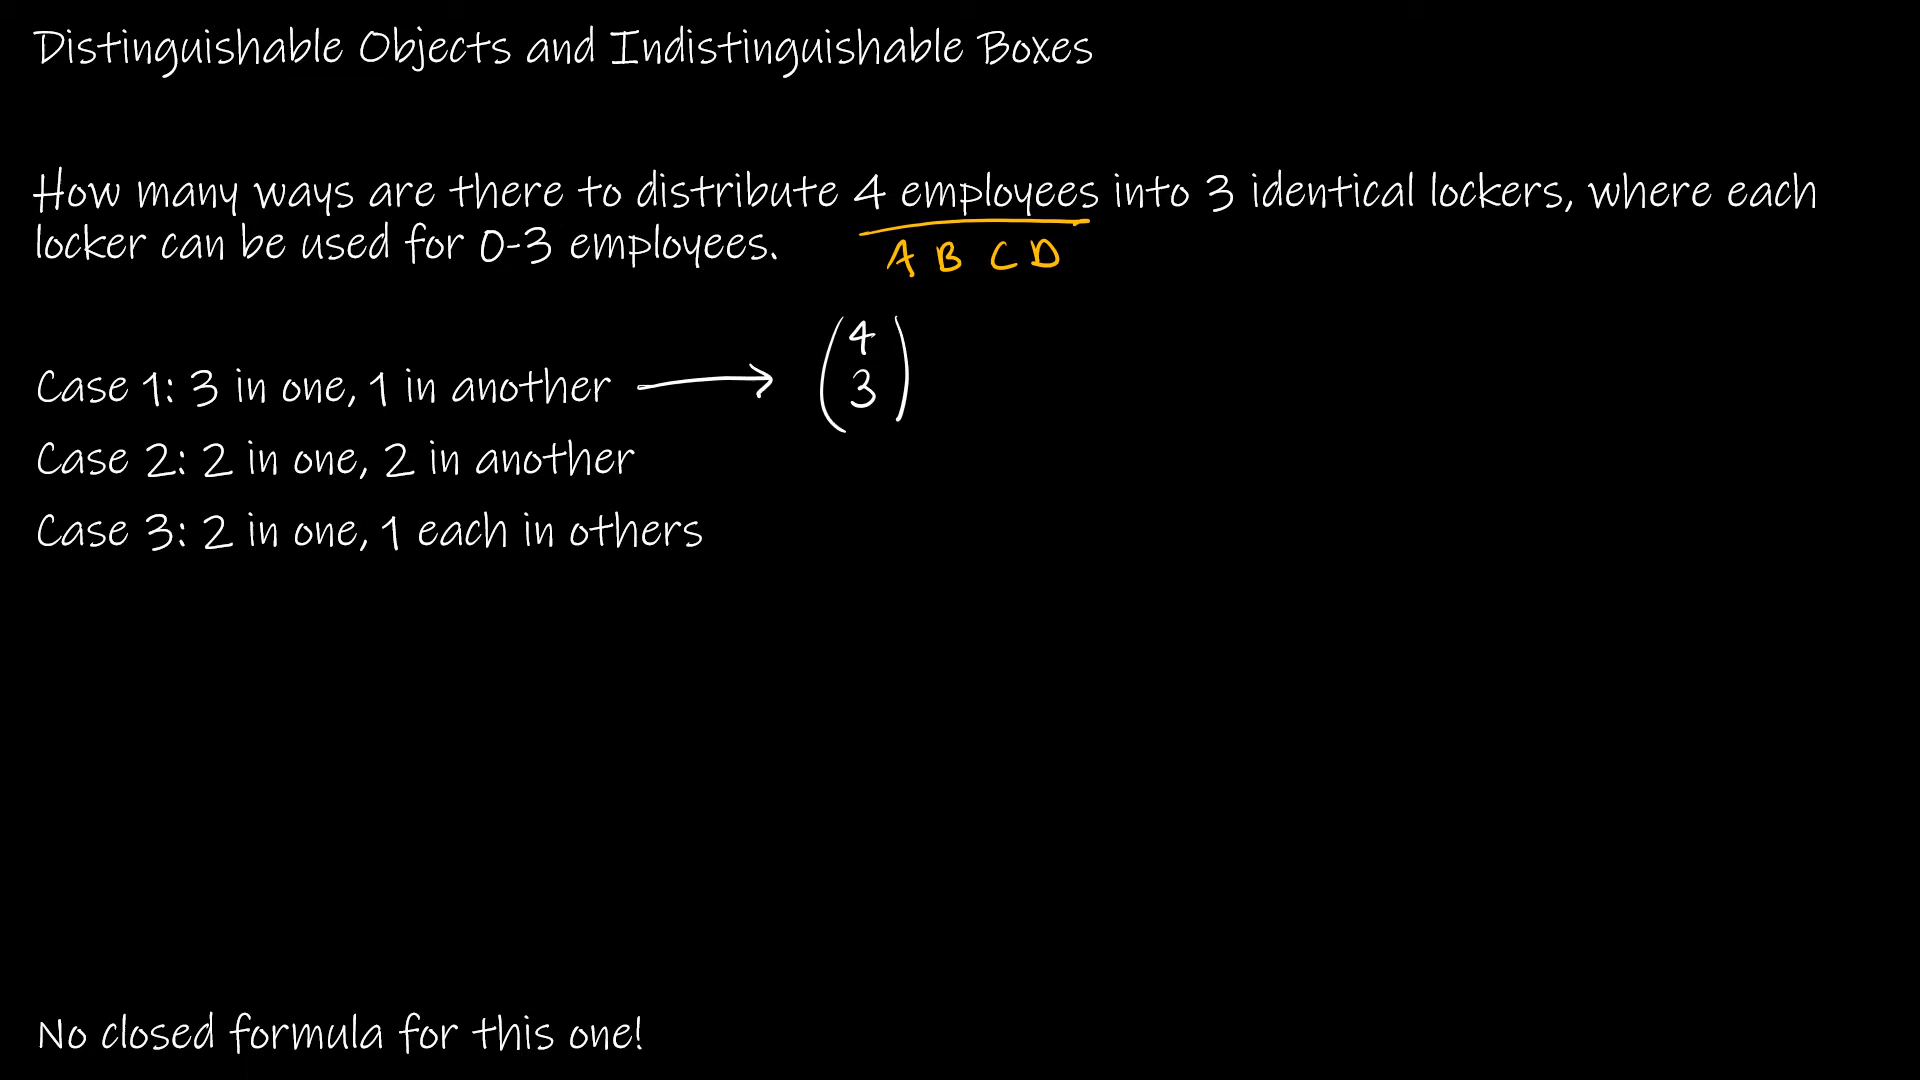 Distinguishable Objects and Indistinguishable Boxes
How many ways are there to distribute 4 employees into 3 identical lockers, where each
locker can be used for 0-3 employees.
A B C D
Case 1: 3 in one, 1 in another → (4
3)
Case 2: 2 in one, 2 in another
Case 3: 2 in one, 1 each in others
No closed formula for this one!